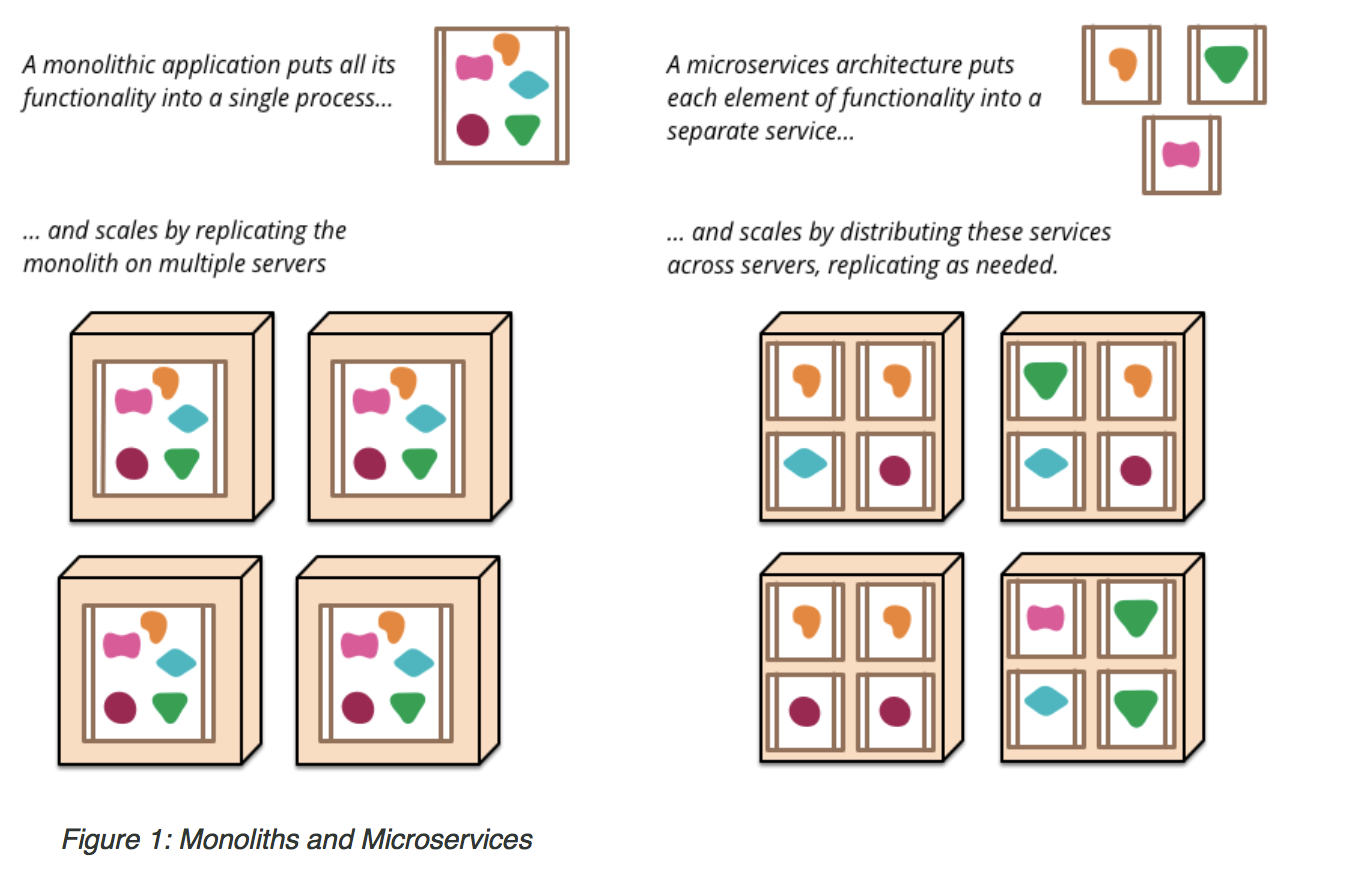 A monolithic application puts all its
functionality into a single process...
A microservices architecture puts
each element of functionality into a
separate service...
... and scales by replicating the
monolith on multiple servers
... and scales by distributing these services
across servers, replicating as needed.
Figure 1: Monoliths and Microservices